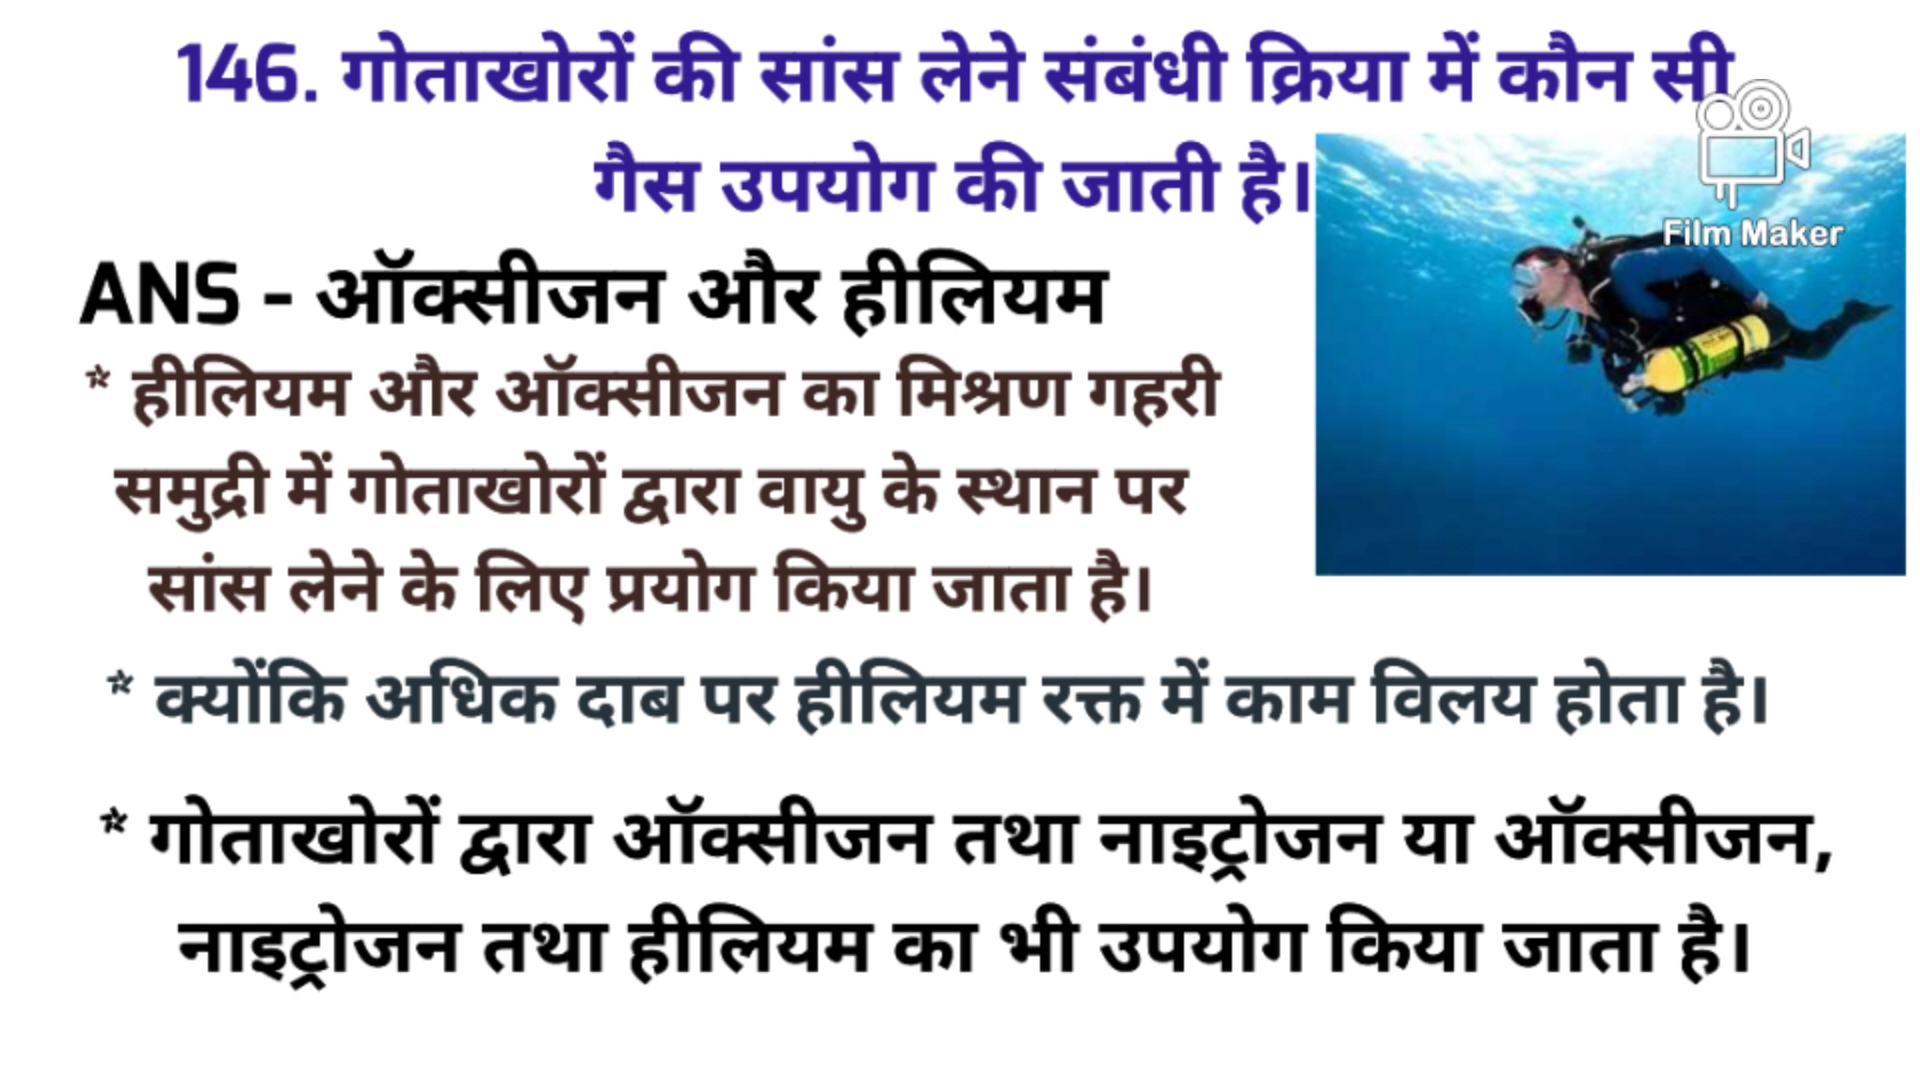 146. गोताखोरों की सांस लेने संबंधी क्रिया में कौन सी
गैस उपयोग की जाती है।
Film Maker
ANS - ऑक्सीजन और हीलियम
* हीलियम और ऑक्सीजन का मिश्रण गहरी
समुद्री में गोताखोरों द्वारा वायु के स्थान पर
सांस लेने के लिए प्रयोग किया जाता है।
* क्योंकि अधिक दाब पर हीलियम रक्त में काम विलय होता है।
* गोताखोरों द्वारा ऑक्सीजन तथा नाइट्रोजन या ऑक्सीजन,
नाइट्रोजन तथा हीलियम का भी उपयोग किया जाता है।